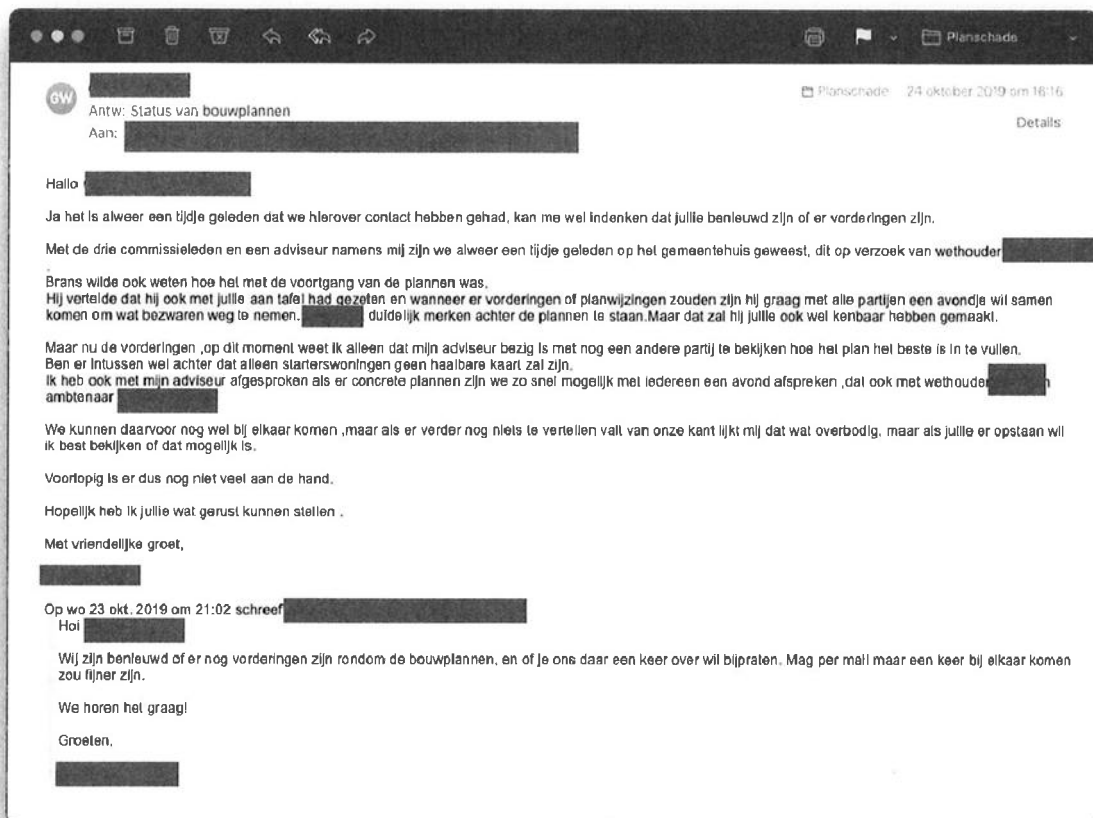 Planschade
GW
Planschade 24 oktober 2019 om 16:16
Antw: Status van bouwplannen
Details
Aan:
Hallo
Ja het is alweer een tijdje geleden dat we hierover contact hebben gehad, kan me wel indenken dat jullie benieuwd zijn of er vorderingen zijn.
Met de drie commissieleden en een adviseur namens mij zijn we alweer een tijdje geleden op het gemeentehuis geweest, dit op verzoek van wethouder
.
Brans wilde ook weten hoe het met de voortgang van de plannen was.
Hij vertelde dat hij ook met jullie aan tafel had gezeten en wanneer er vorderingen of planwijzingen zouden zijn hij graag met alle partijen een avondje wil samen
komen om wat bezwaren weg te nemen. duidelijk merken achter de plannen te staan.Maar dat zal hij jullie ook wel kenbaar hebben gemaakt.
Maar nu de vorderingen ,op dit moment weet ik alleen dat mijn adviseur bezig is met nog een andere partij te bekijken hoe het plan het beste is in te vullen.
Ben er intussen wel achter dat alleen starterswoningen geen haalbare kaart zal zijn.
Ik heb ook met mijn adviseur afgesproken als er concrete plannen zijn we zo snel mogelijk met iedereen een avond afspreken ,dat ook met wethouder
ambtenaar
We kunnen daarvoor nog wel bij elkaar komen ,maar als er verder nog niets te vertellen valt van onze kant lijkt mij dat wat overbodig, maar als jullie er opstaan wil
ik best bekijken of dat mogelijk is.
Voorlopig is er dus nog niet veel aan de hand.
Hopelijk heb ik jullie wat gerust kunnen stellen .
Met vriendelijke groet,
Op wo 23 okt. 2019 om 21:02 schreef
Hoi
Wij zijn benieuwd of er nog vorderingen zijn rondom de bouwplannen, en of je ons daar een keer over wil bijpraten. Mag per mail maar een keer bij elkaar komen
zou fijner zijn.
We horen het graag!
Groeten,